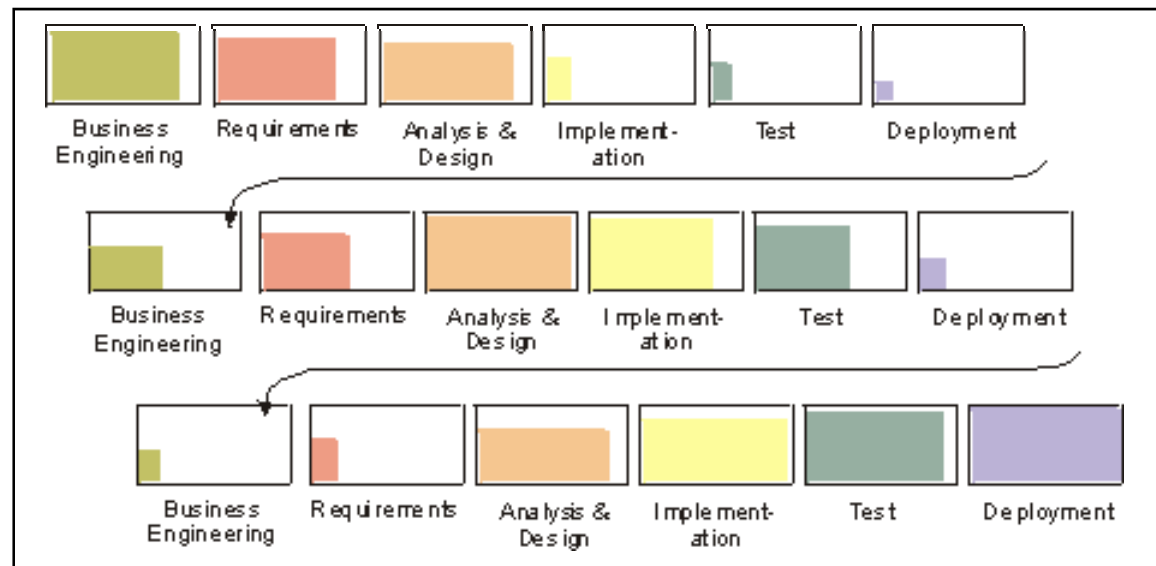 Business
Engineering
Requirements
Analysis &
Design
Implement-
ation
Test
Deployment
Business
Engineering
Requirements
Analysis &
Design
Implement-
ation
Test
Deployment
Business
Engineering
Requirements
Analysis &
Design
Implement-
ation
Test
Deployment